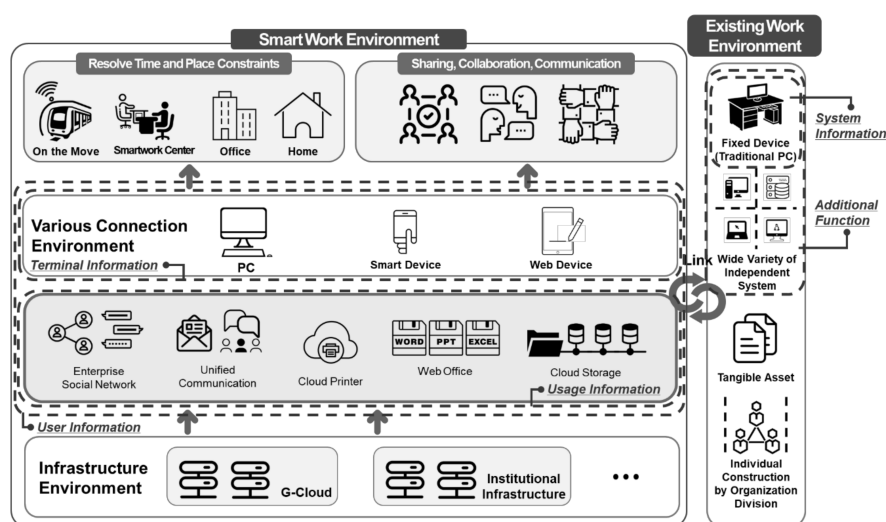 Smart Work Environment
Existing Work
Environment
Resolve Time and Place Constraints
Sharing, Collaboration, Communication
On the Move
Smartwork Center
Office
Home
Fixed Device
(Traditional PC)
System
Information
Various Connection
Environment
Terminal Information
PC
Smart Device
Web Device
Additional
Function
Link
Wide Variety of
Independent
System
Enterprise
Social Network
Unified
Communication
Cloud Printer
WORD
PPT
EXCEL
Web Office
Cloud Storage
Usage Information
User Information
Tangible Asset
Infrastructure
Environment
G-Cloud
Institutional
Infrastructure
...
Individual
Construction
by Organization
Division